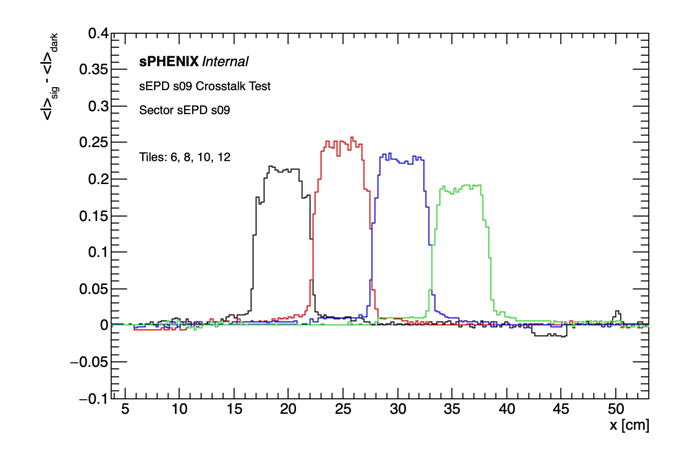 <I>sig - <I>dark
0.4
0.35
0.3
0.25
0.2
0.15
0.1
0.05
0
−0.05
−0.1
sPHENIX Internal
sEPD s09 Crosstalk Test
Sector sEPD s09
Tiles: 6, 8, 10, 12
5 10 15 20 25 30 35 40 45 50
x [cm]